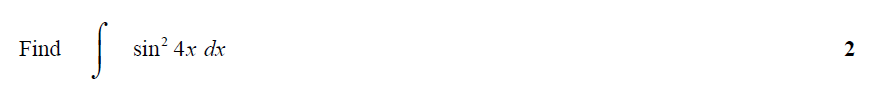 Find ∫ sin² 4x dx 2